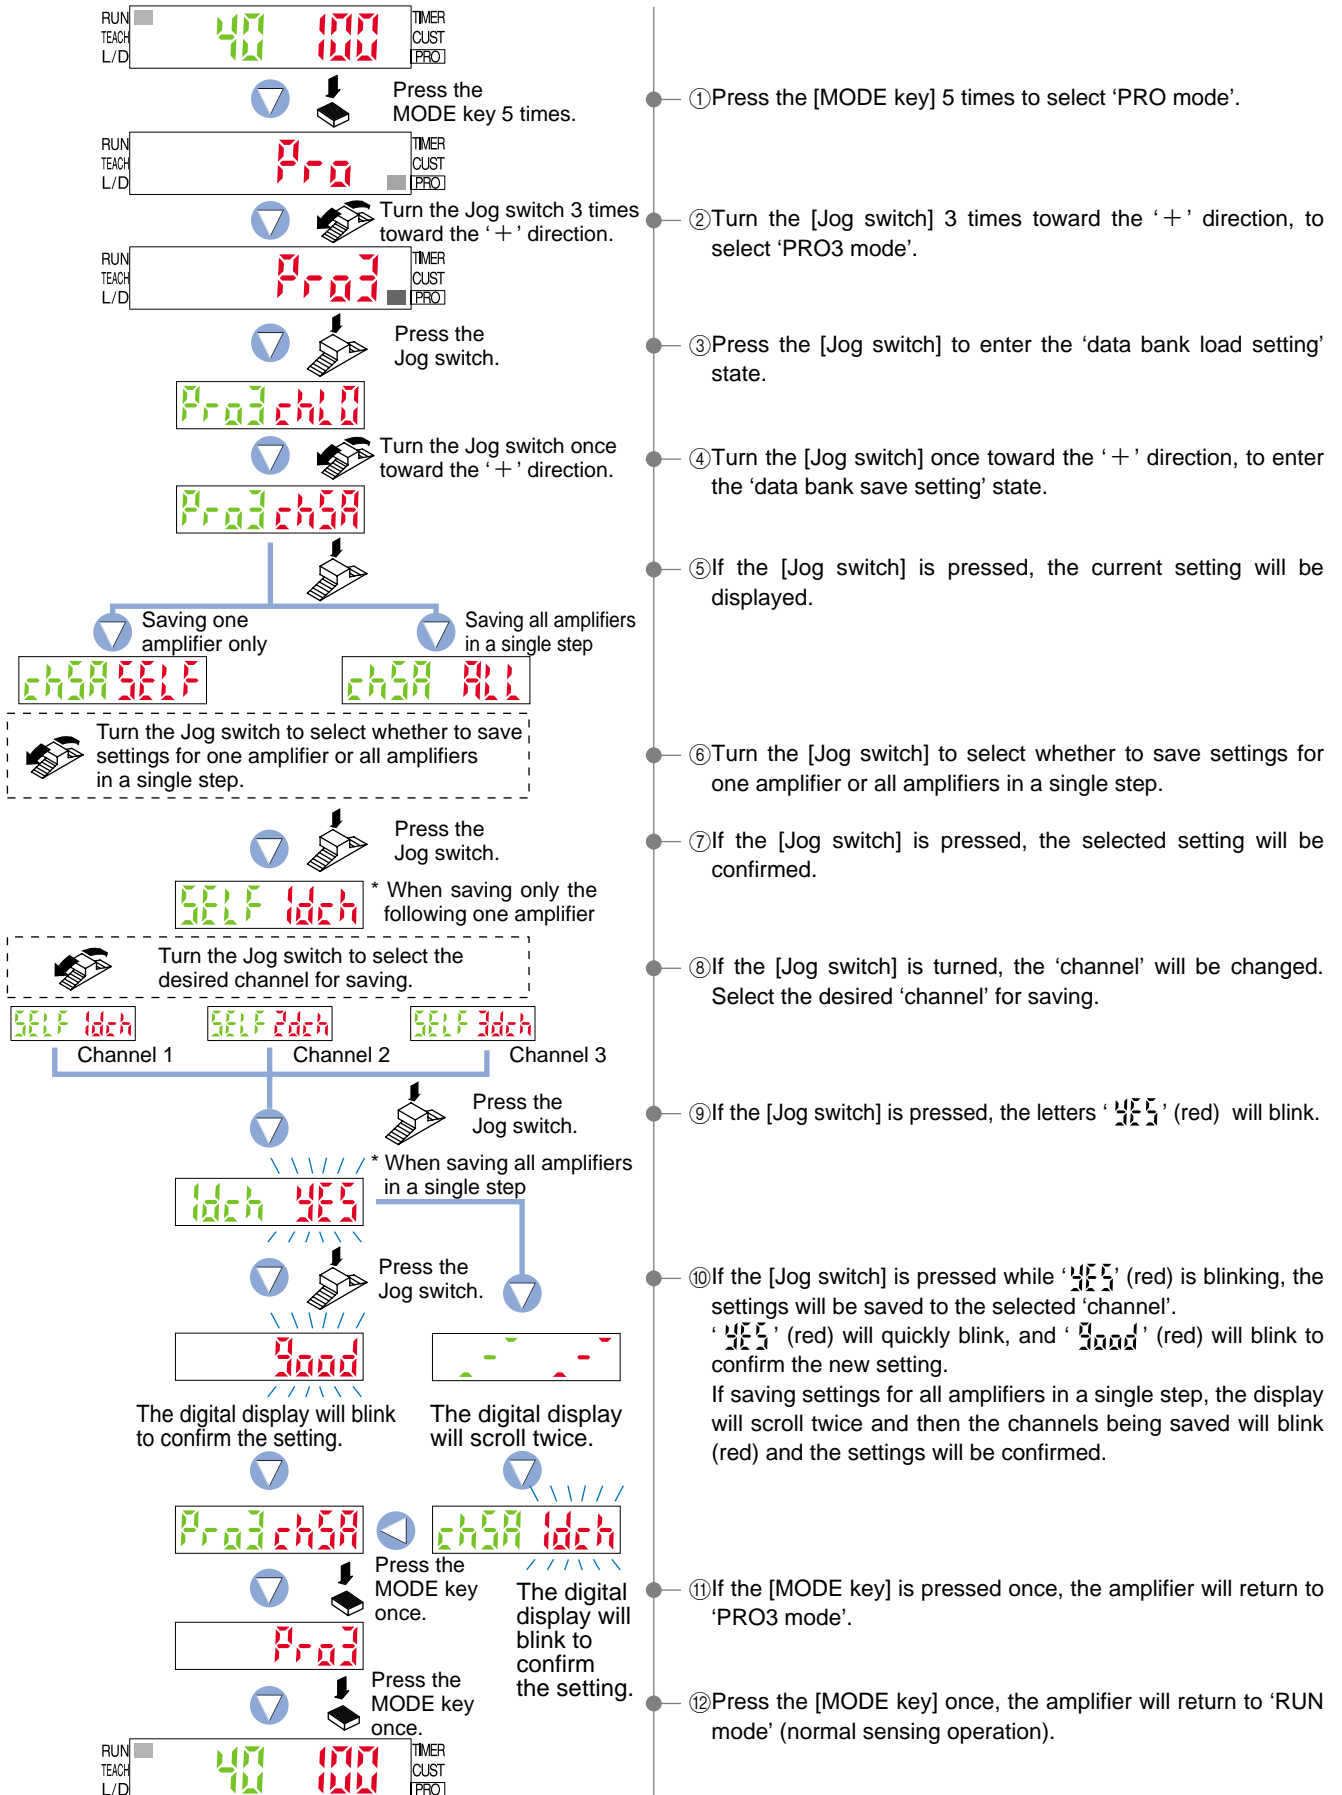 RUN
TEACH
L/D
40 100
TIMER
CUST
PRO
Press the
MODE key 5 times.
①Press the [MODE key] 5 times to select ‘PRO mode’.
RUN
TEACH
L/D
Pro
TIMER
CUST
PRO
Turn the Jog switch 3 times
toward the ‘＋’ direction.
②Turn the [Jog switch] 3 times toward the ‘＋’ direction, to
select ‘PRO3 mode’.
RUN
TEACH
L/D
Pro3
TIMER
CUST
PRO
Press the
Jog switch.
③Press the [Jog switch] to enter the ‘data bank load setting’
state.
Pro3 chLO
Turn the Jog switch once
toward the ‘＋’ direction.
④Turn the [Jog switch] once toward the ‘＋’ direction, to enter
the ‘data bank save setting’ state.
Pro3 chSA
⑤If the [Jog switch] is pressed, the current setting will be
displayed.
Saving one
amplifier only
Saving all amplifiers
in a single step
chSA SELF
chSA ALL
Turn the Jog switch to select whether to save
settings for one amplifier or all amplifiers
in a single step.
⑥Turn the [Jog switch] to select whether to save settings for
one amplifier or all amplifiers in a single step.
Press the
Jog switch.
⑦If the [Jog switch] is pressed, the selected setting will be
confirmed.
SELF 1dch
* When saving only the
following one amplifier
Turn the Jog switch to select the
desired channel for saving.
⑧If the [Jog switch] is turned, the ‘channel’ will be changed.
Select the desired ‘channel’ for saving.
SELF 1dch
SELF 2dch
SELF 3dch
Channel 1
Channel 2
Channel 3
Press the
Jog switch.
⑨If the [Jog switch] is pressed, the letters ‘ YES ’ (red) will blink.
* When saving all amplifiers
in a single step
1dch YES
Press the
Jog switch.
⑩If the [Jog switch] is pressed while ‘ YES ’ (red) is blinking, the
settings will be saved to the selected ‘channel’.
‘ YES ’ (red) will quickly blink, and ‘ good ’ (red) will blink to
confirm the new setting.
If saving settings for all amplifiers in a single step, the display
will scroll twice and then the channels being saved will blink
(red) and the settings will be confirmed.
good
The digital display will blink
to confirm the setting.
The digital display
will scroll twice.
Pro3 chSA
chSA 1dch
Press the
MODE key
once.
The digital
display will
blink to
confirm
the setting.
⑪If the [MODE key] is pressed once, the amplifier will return to
‘PRO3 mode’.
Pro3
Press the
MODE key
once.
⑫Press the [MODE key] once, the amplifier will return to ‘RUN
mode’ (normal sensing operation).
RUN
TEACH
L/D
40 100
TIMER
CUST
PRO